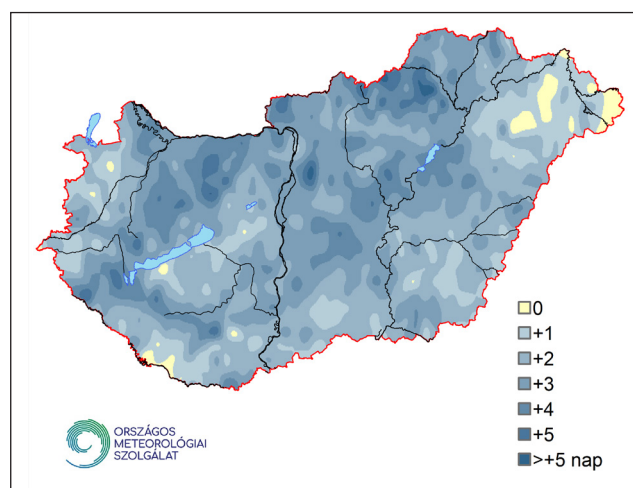 0
+1
+2
+3
+4
+5
>+5 nap
ORSZÁGOS
METEOROLÓGIAI
SZOLGÁLAT